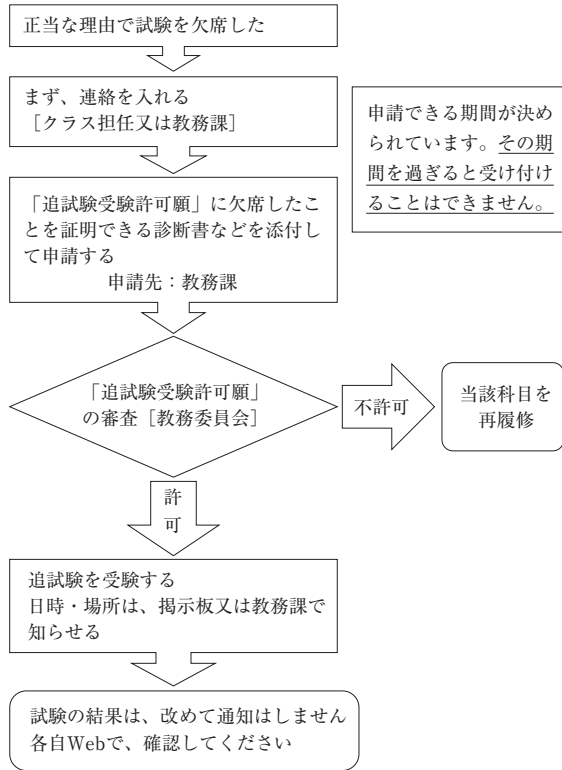 正当な理由で試験を欠席した
まず、連絡を入れる
［クラス担任又は教務課］
申請できる期間が決め
られています。その期
間を過ぎると受け付け
ることはできません。
「追試験受験許可願」に欠席したこ
とを証明できる診断書などを添付し
て申請する
申請先：教務課
「追試験受験許可願」
の審査［教務委員会］
不許可
当該科目を
再履修
許
可
追試験を受験する
日時・場所は、掲示板又は教務課で
知らせる
試験の結果は、改めて通知はしません
各自Webで、確認してください